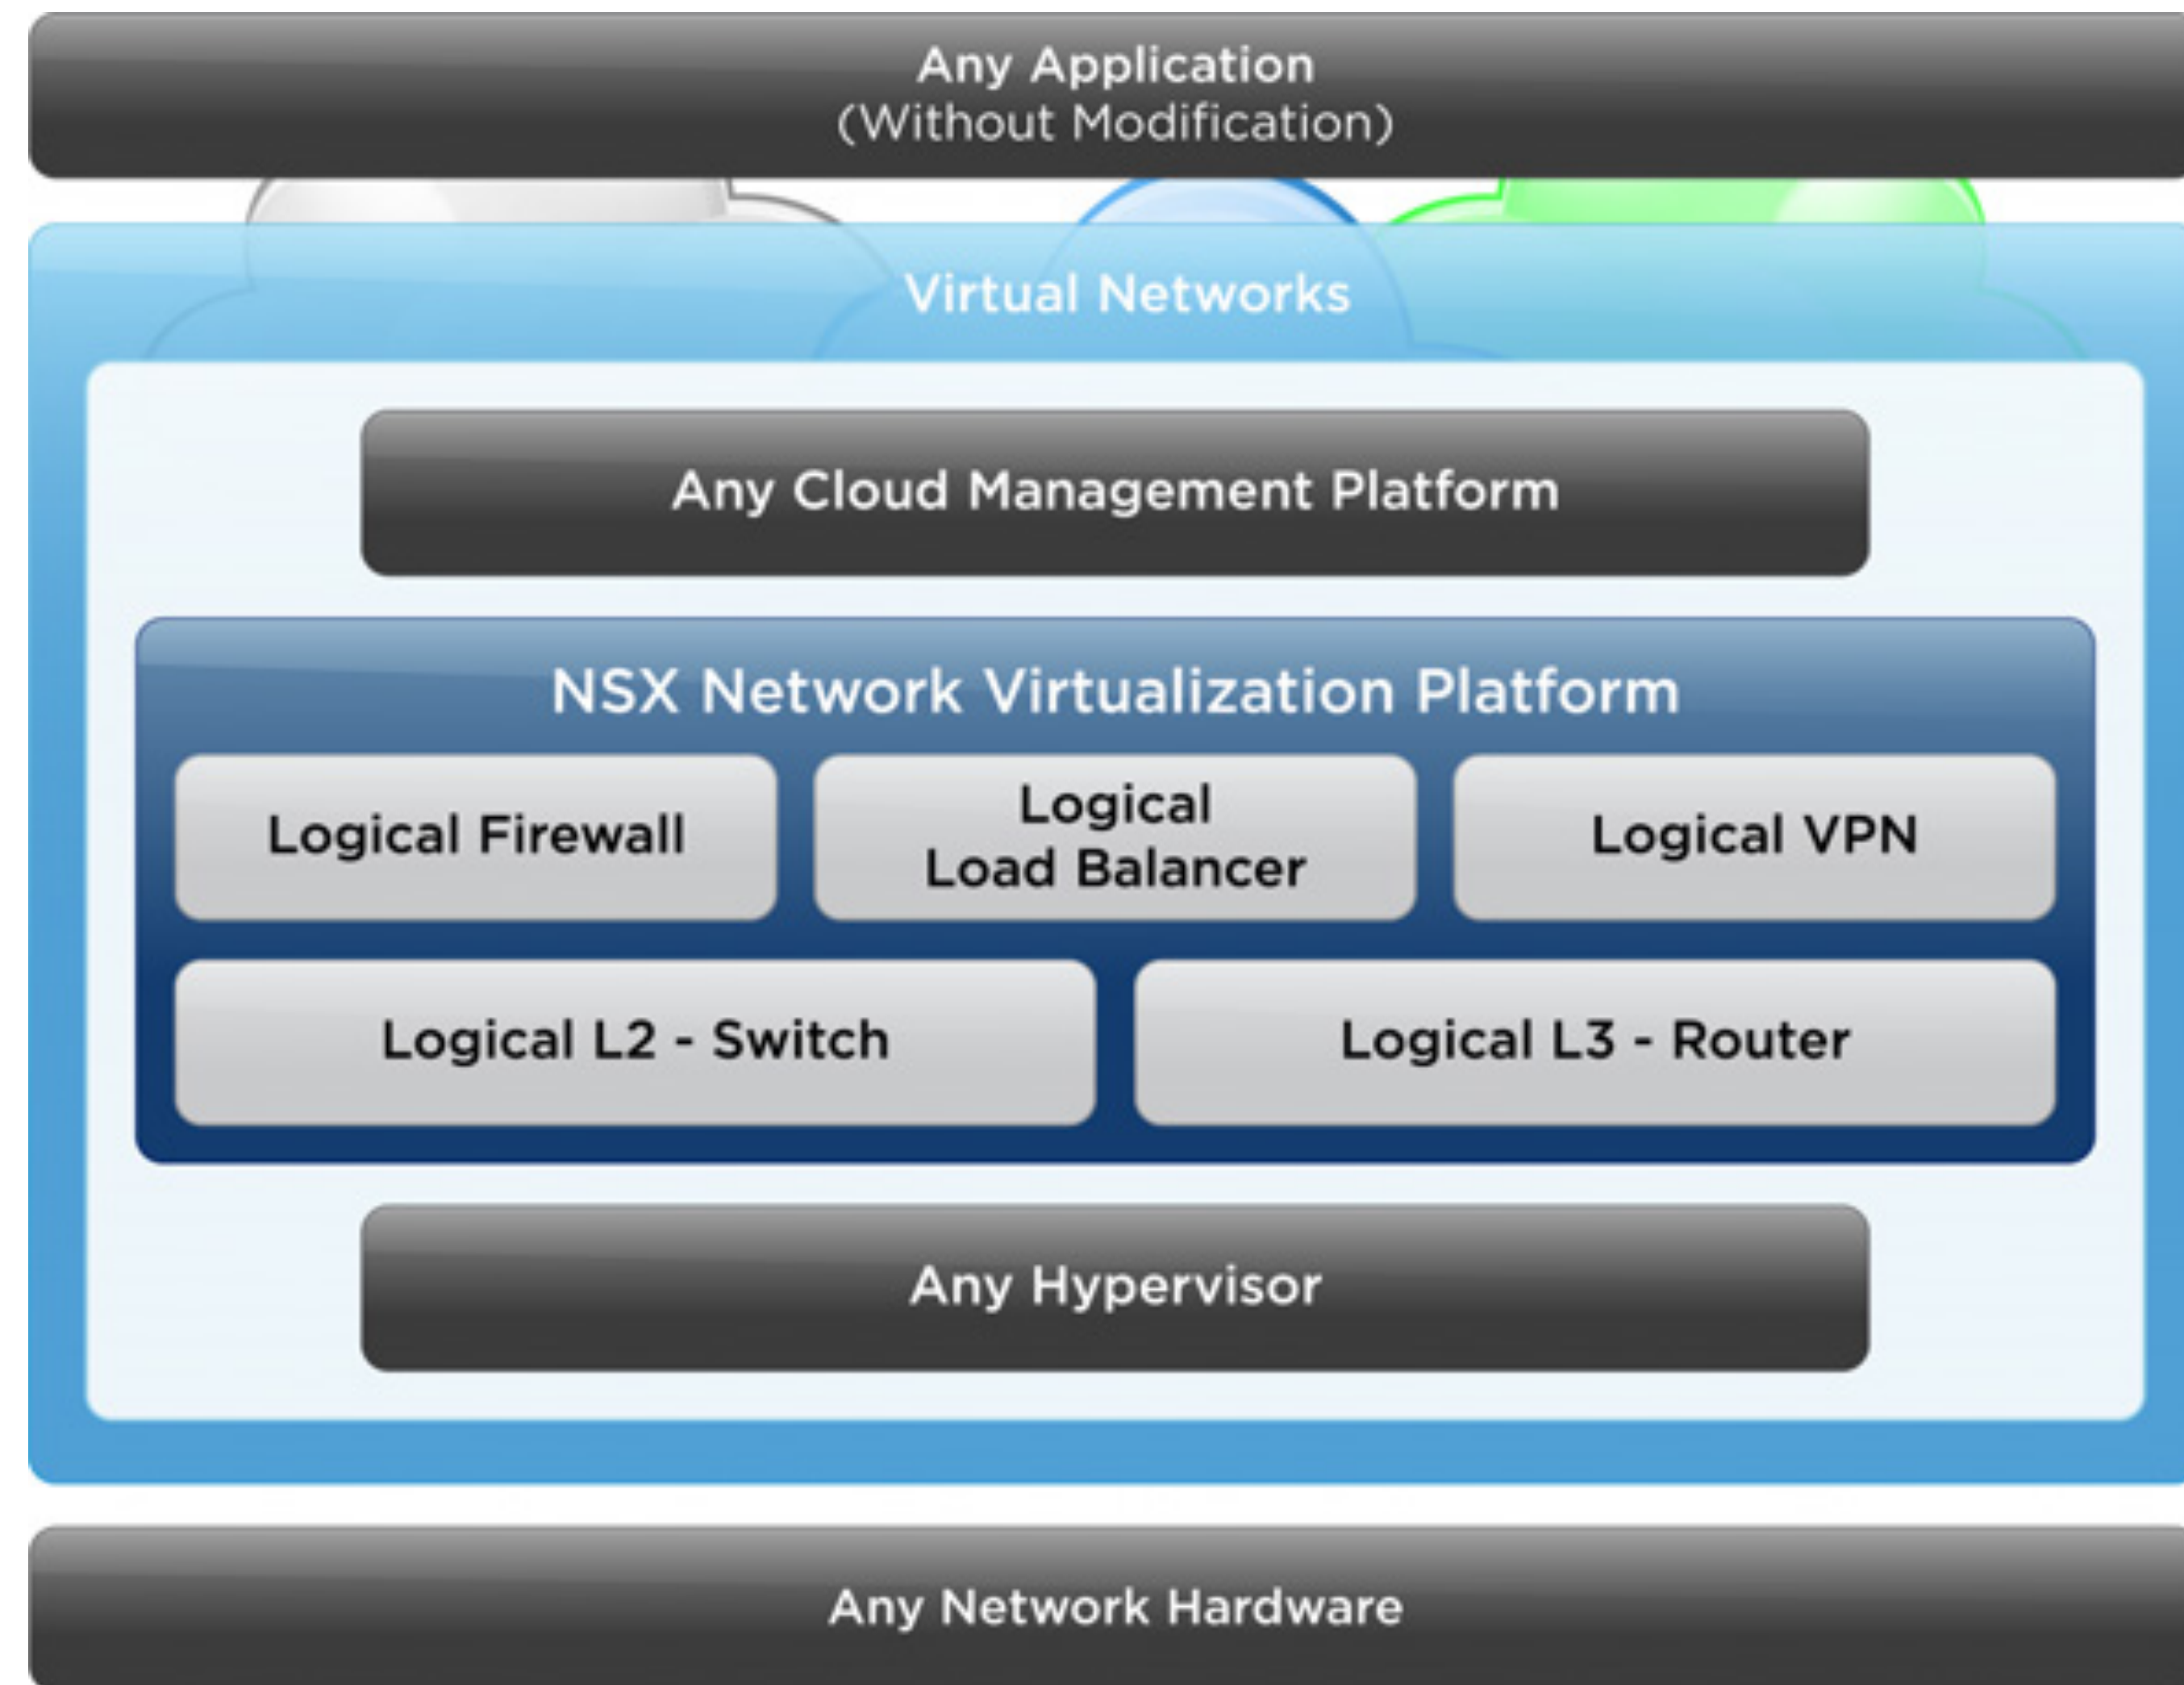 Any Application
(Without Modification)
Virtual Networks
Any Cloud Management Platform
NSX Network Virtualization Platform
Logical Firewall
Logical
Load Balancer
Logical VPN
Logical L2 - Switch
Logical L3 - Router
Any Hypervisor
Any Network Hardware